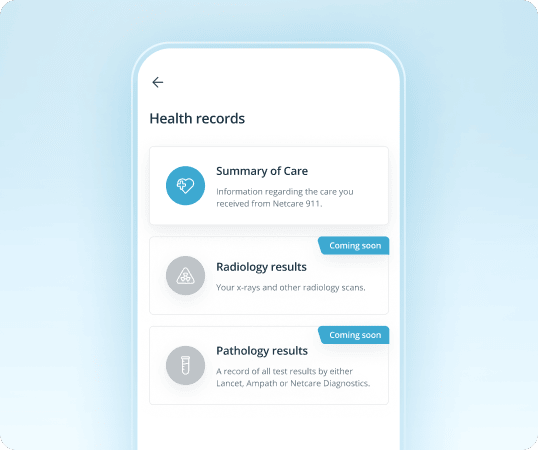 Health records
Summary of Care
Information regarding the care you
received from Netcare 911.
Coming soon
Radiology results
Your x-rays and other radiology scans.
Coming soon
Pathology results
A record of all test results by either
Lancet, Ampath or Netcare Diagnostics.